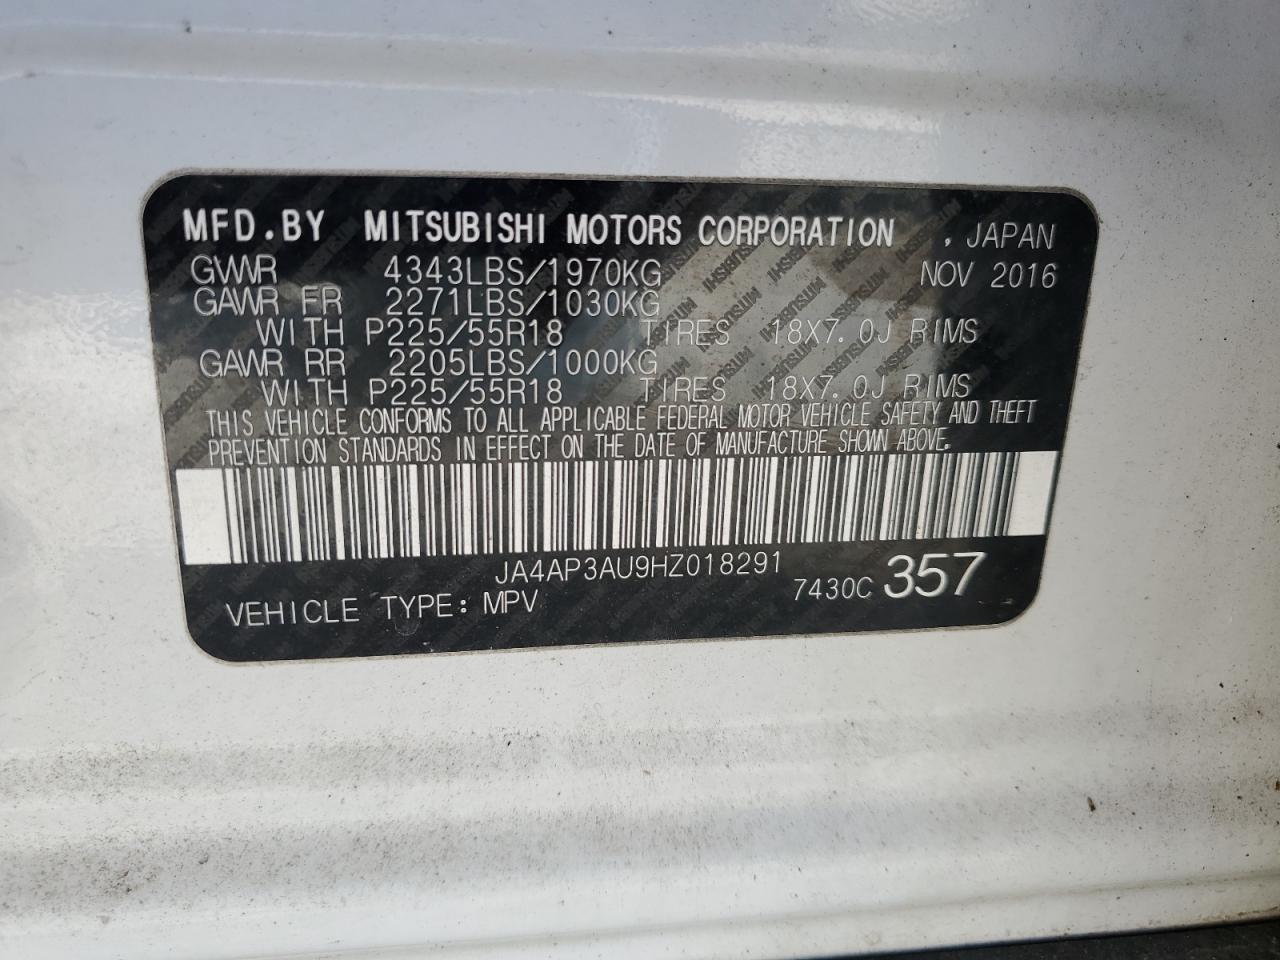 MFD.BY MITSUBISHI MOTORS CORPORATION , JAPAN
GVWR 4343LBS/1970KG NOV 2016
GAWR FR 2271LBS/1030KG
WITH P225/55R18 TIRES 18X7.0J RIMS
GAWR RR 2205LBS/1000KG
WITH P225/55R18 TIRES 18X7.0J RIMS
THIS VEHICLE CONFORMS TO ALL APPLICABLE FEDERAL MOTOR VEHICLE SAFETY AND THEFT
PREVENTION STANDARDS IN EFFECT ON THE DATE OF MANUFACTURE SHOWN ABOVE.
JA4AP3AU9HZ018291
VEHICLE TYPE: MPV 7430C 357